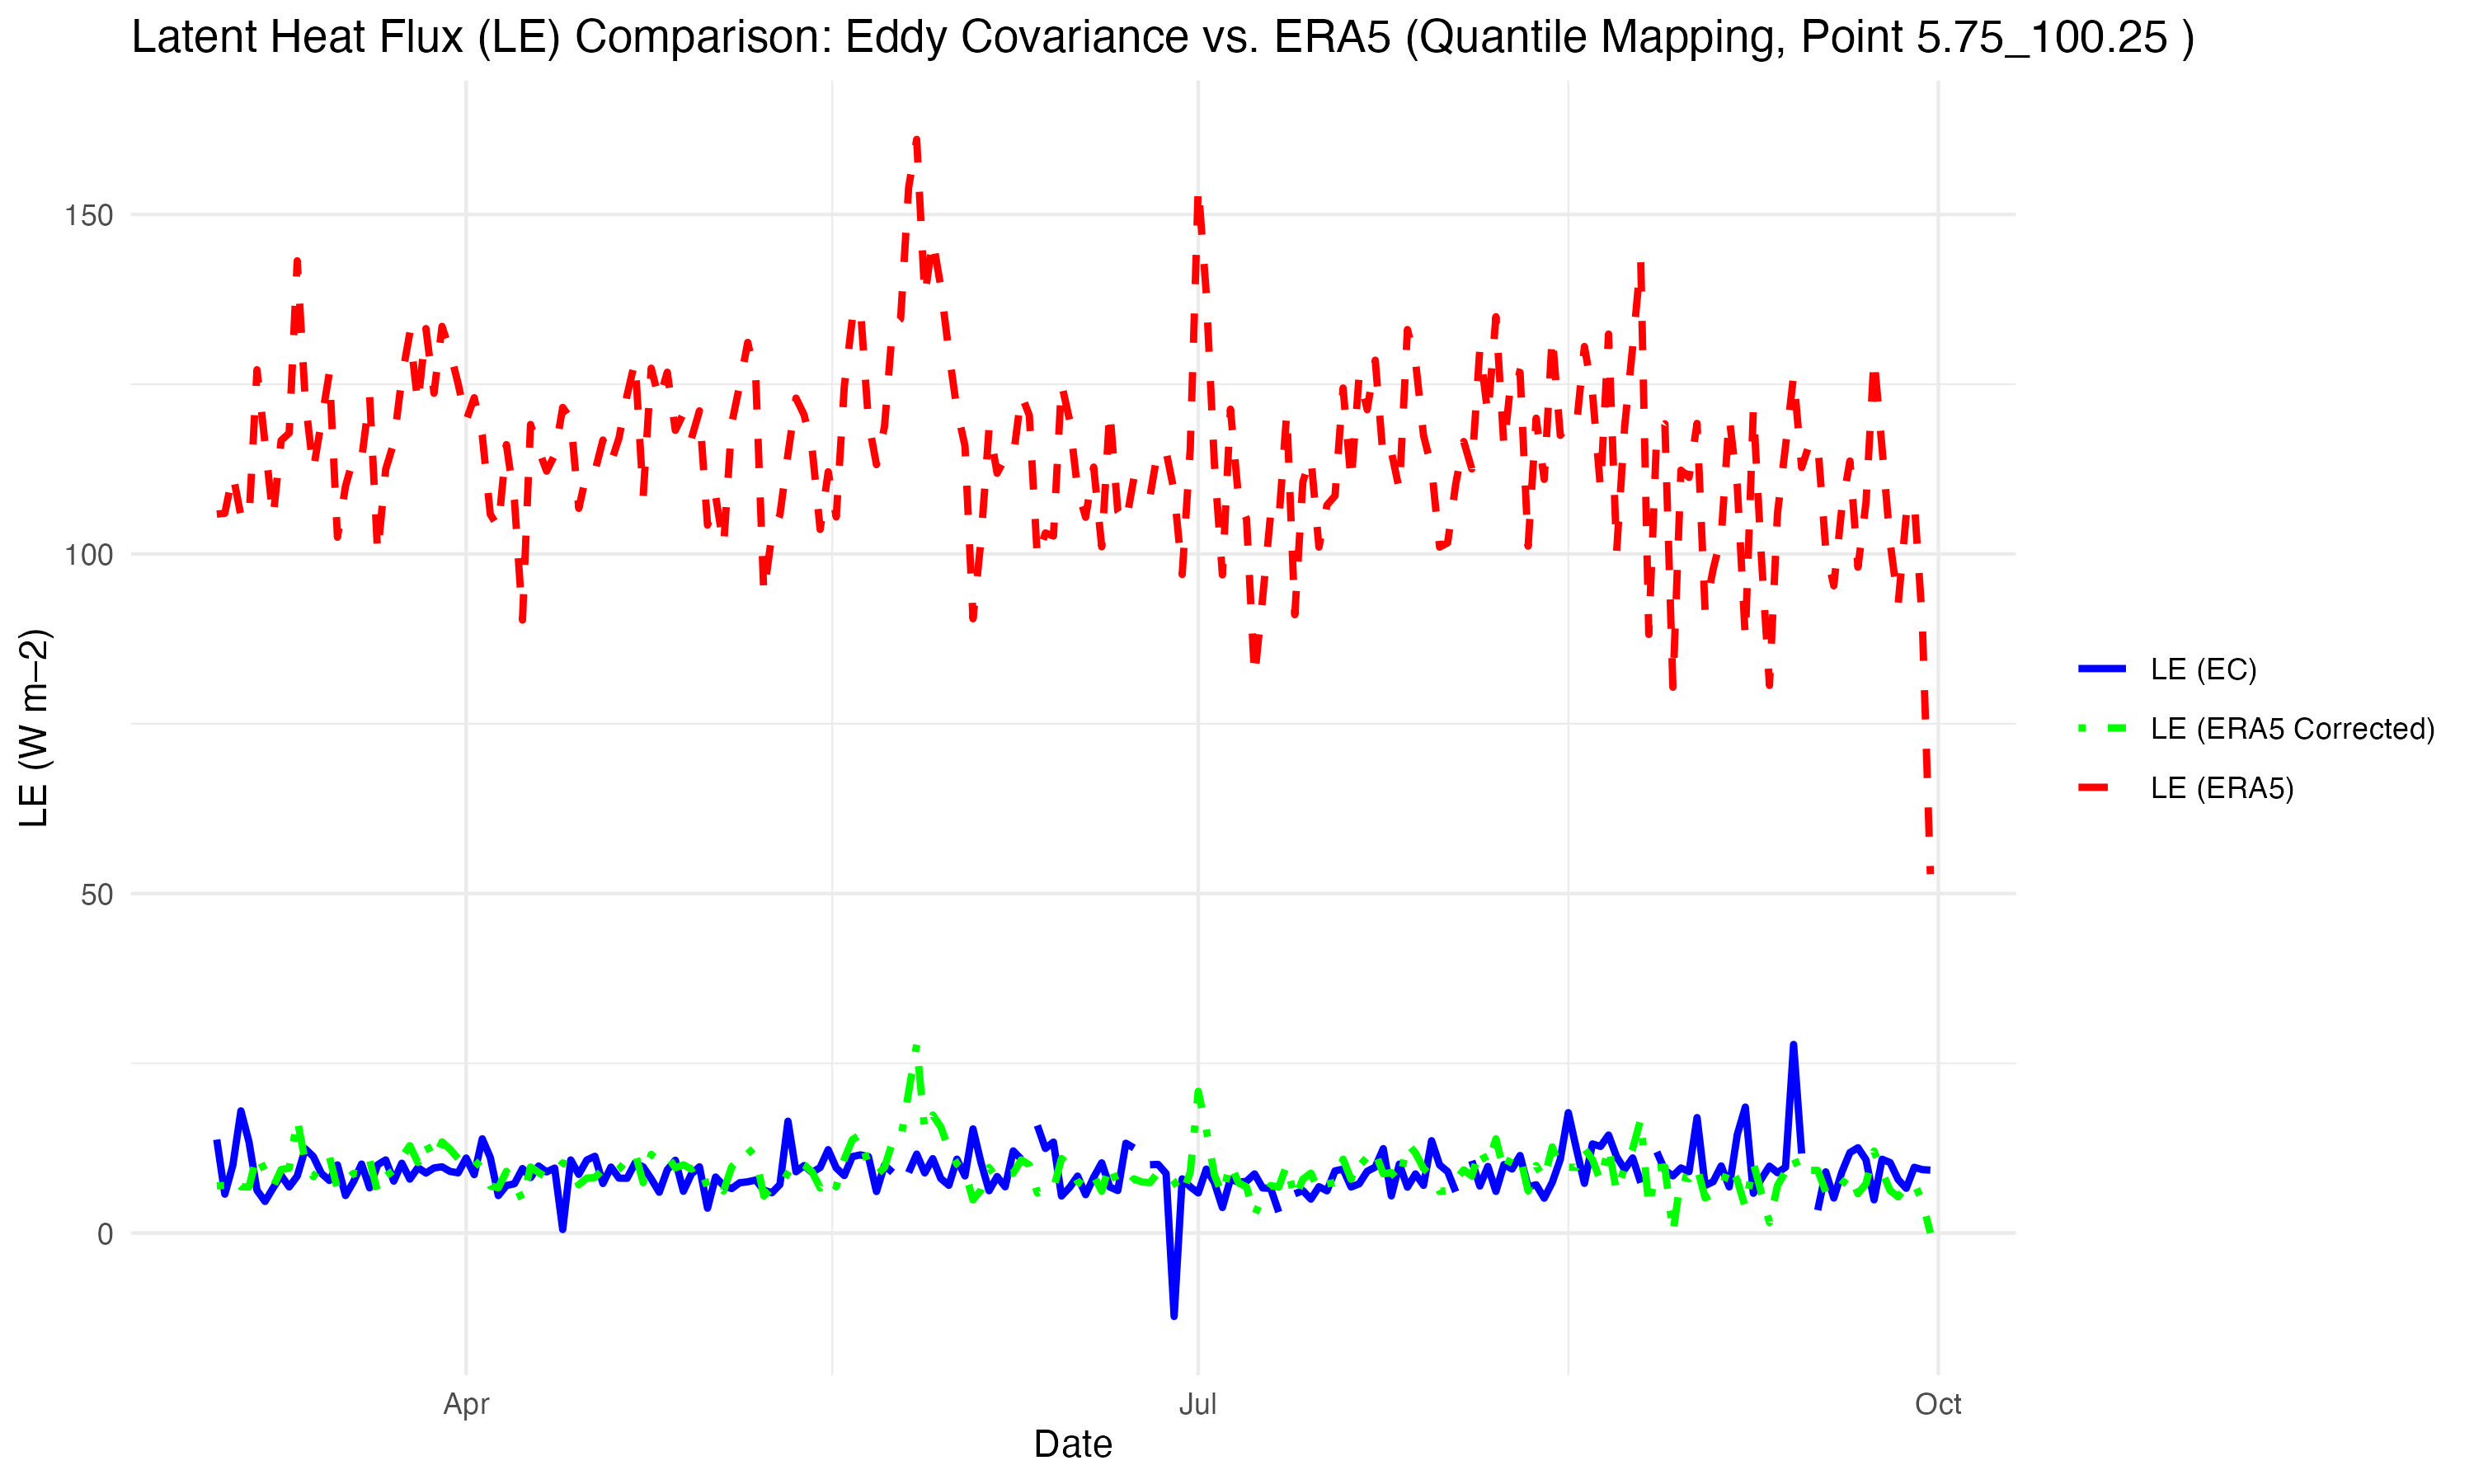 Latent Heat Flux (LE) Comparison: Eddy Covariance vs. ERA5 (Quantile Mapping, Point 5.75_100.25 )
150
100
50
0
LE (W m−2)
Apr
Jul
Oct
Date
LE (EC)
LE (ERA5 Corrected)
LE (ERA5)